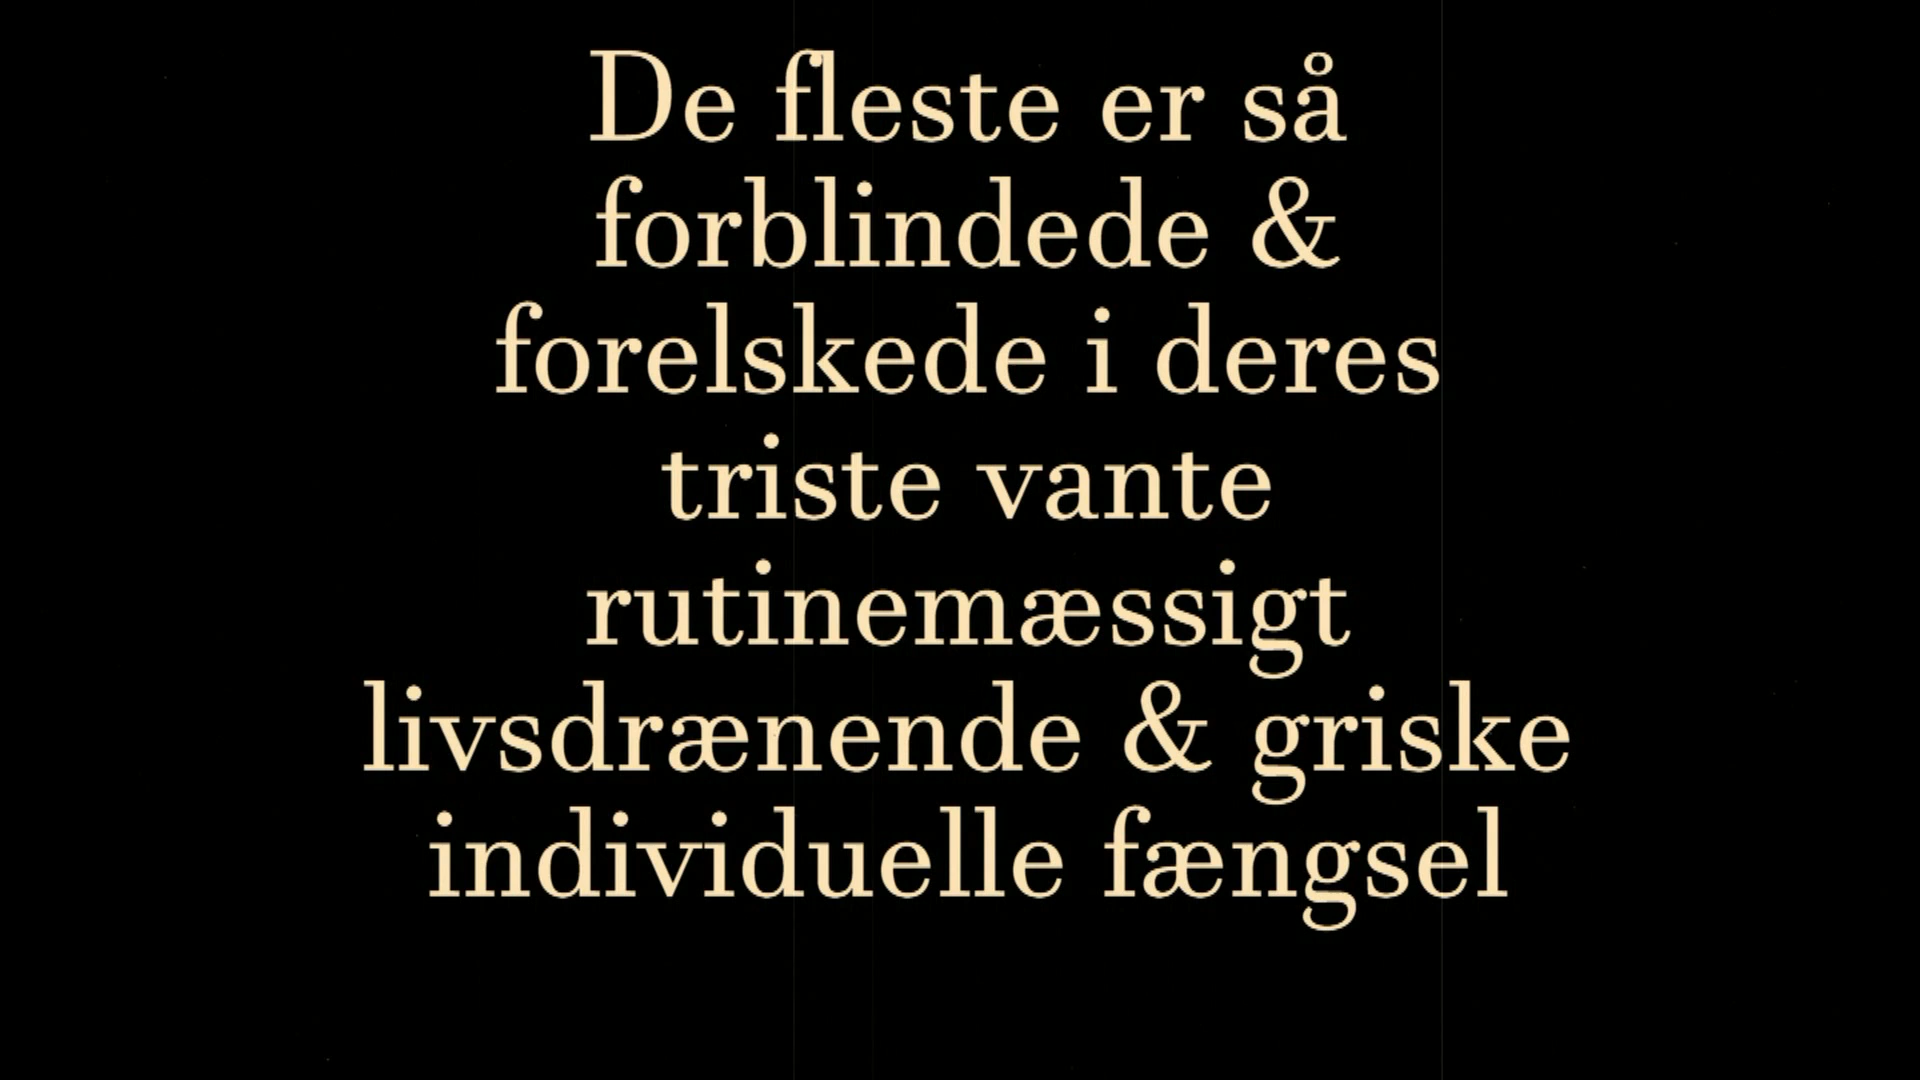 De fleste er så
forblindede &
forelskede i deres
triste vante
rutinemæssigt
livsdrænende & griske
individuelle fængsel